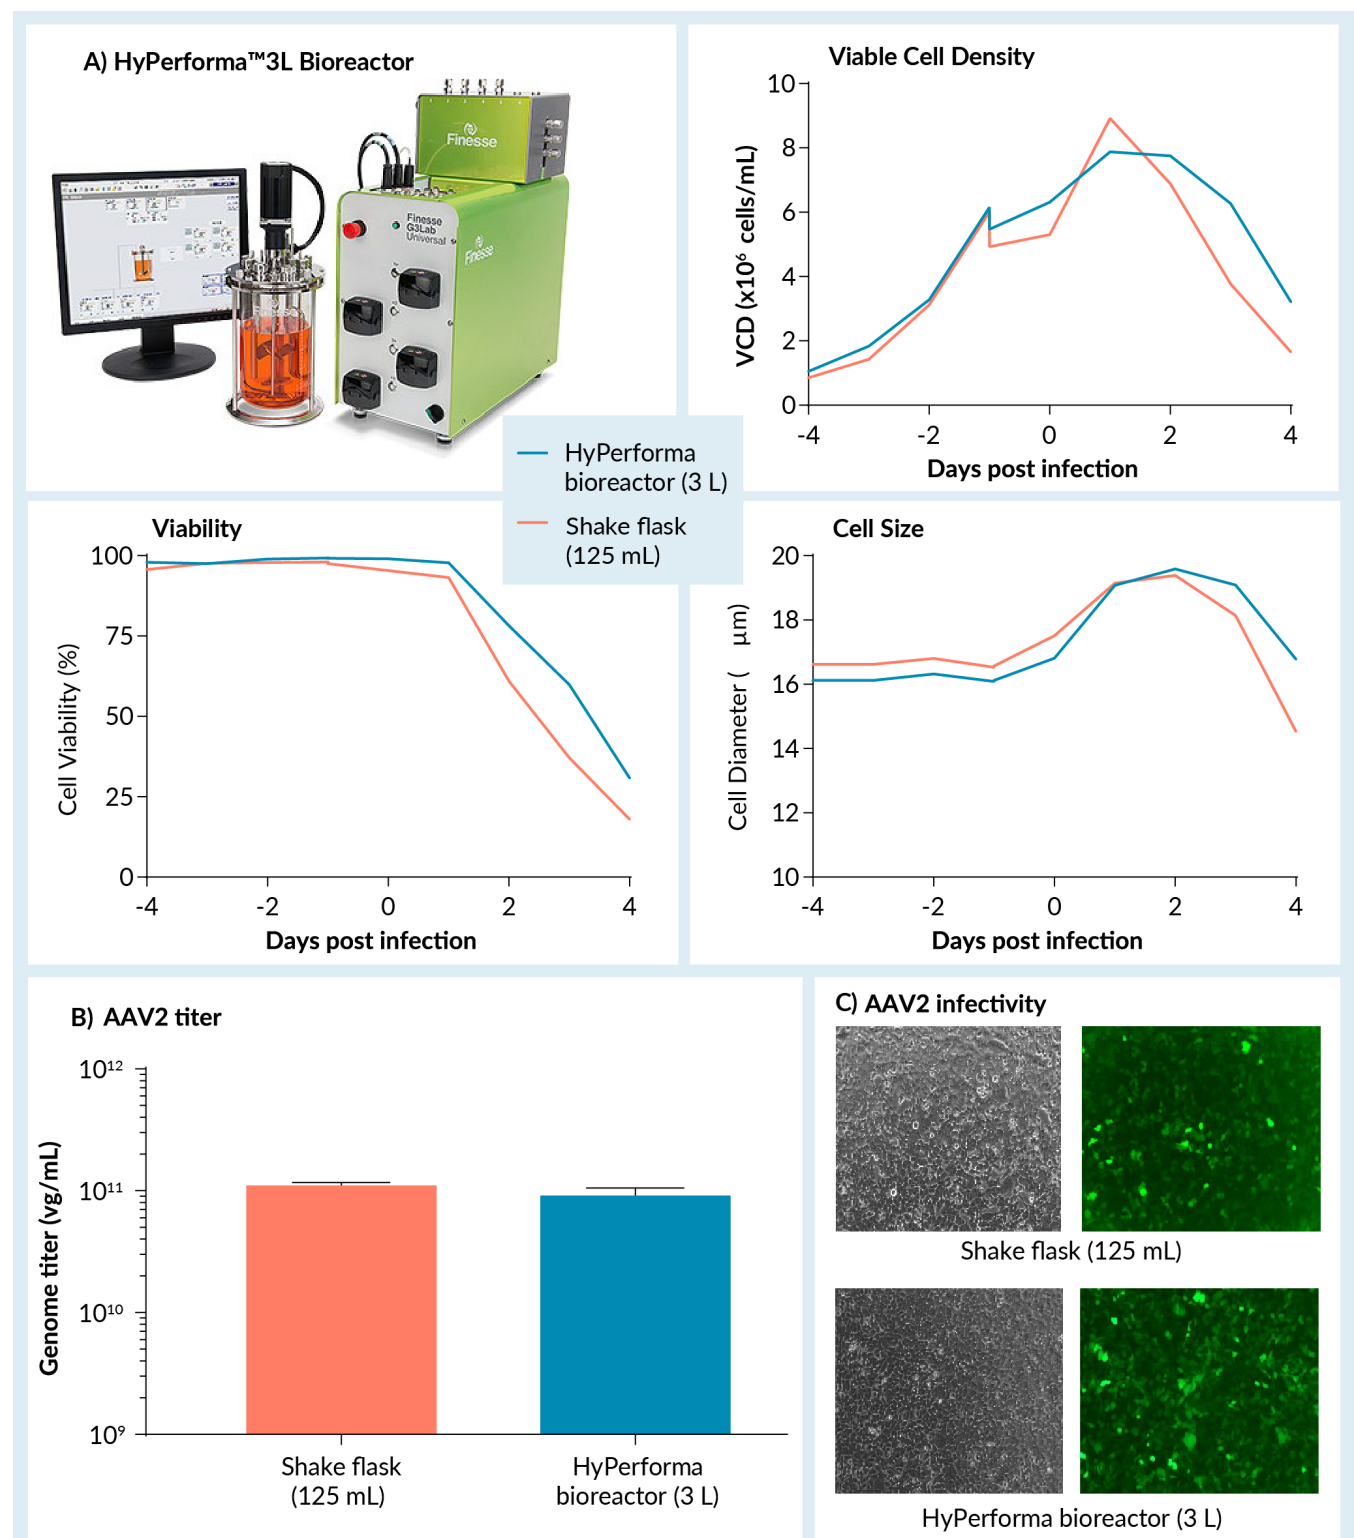 A) HyPerforma™3L Bioreactor
Finesse
Finesse
G3Lab
Universal
Finesse
HyPerforma
bioreactor (3 L)
Shake flask
(125 mL)
Viable Cell Density
VCD (x10⁶ cells/mL)
10
8
6
4
2
0
-4 -2 0 2 4
Days post infection
Viability
Cell Viability (%)
100
75
50
25
0
-4 -2 0 2 4
Days post infection
Cell Size
Cell Diameter ( µm)
20
18
16
14
12
10
-4 -2 0 2 4
Days post infection
B) AAV2 titer
Genome titer (vg/mL)
10¹²
10¹¹
10¹⁰
10⁹
Shake flask
(125 mL)
HyPerforma
bioreactor (3 L)
C) AAV2 infectivity
Shake flask (125 mL)
HyPerforma bioreactor (3 L)